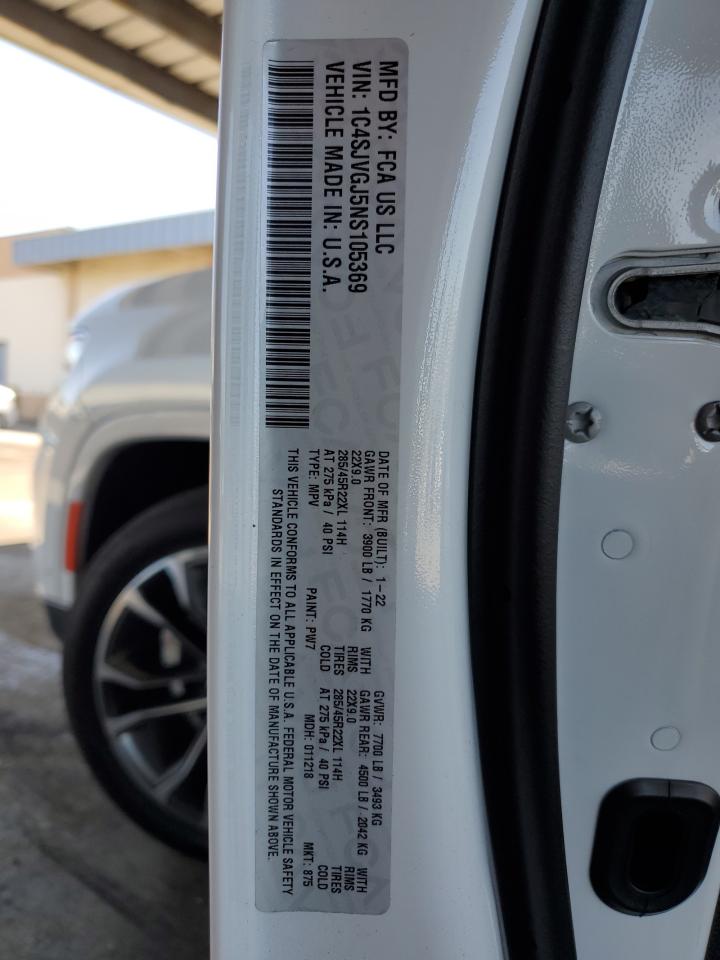 MFD BY: FCA US LLC
VIN: 1C4SJVGJ5NS105369
VEHICLE MADE IN: U.S.A.
DATE OF MFR (BUILT): 1-22 GVWR: 7700 LB / 3493 KG
GAWR FRONT: 3900 LB / 1770 KG WITH GAWR REAR: 4500 LB / 2042 KG WITH
22X9.0 RIMS 22X9.0 RIMS
285/45R22XL 114H TIRES 285/45R22XL 114H TIRES
AT 275 kPa / 40 PSI COLD AT 275 kPa / 40 PSI COLD
TYPE: MPV PAINT: PW7 MDH: 011218 MKT: 875
THIS VEHICLE CONFORMS TO ALL APPLICABLE U.S.A. FEDERAL MOTOR VEHICLE SAFETY
STANDARDS IN EFFECT ON THE DATE OF MANUFACTURE SHOWN ABOVE.